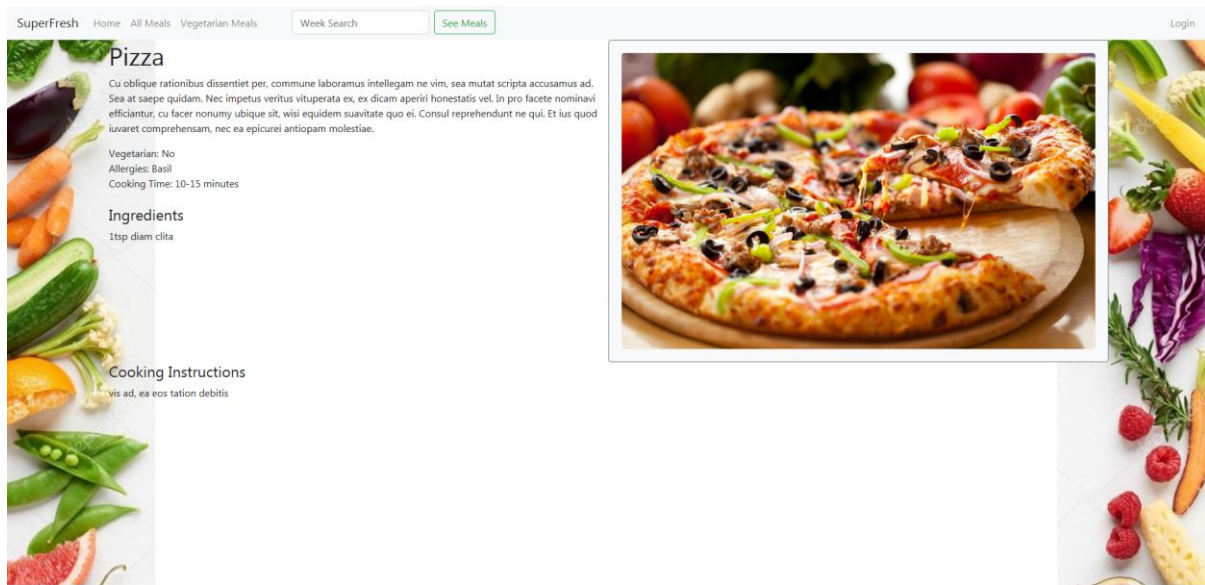 SuperFresh Home All Meals Vegetarian Meals Week Search See Meals Login
Pizza
Cu oblique rationibus dissentiet per, commune laboramus intellegam ne vim, sea mutat scripta accusamus ad.
Sea at saepe quidam. Nec impetus veritus vituperata ex, ex dicam aperiri honestatis vel. In pro facete nominavi
efficiantur, cu facer nonumy ubique sit, wisi equidem suavitate quo ei. Consul reprehendunt ne qui. Et ius quod
iuvaret comprehensam, nec ea epicurei antiopam molestiae.
Vegetarian: No
Allergies: Basil
Cooking Time: 10-15 minutes
Ingredients
1tsp diam clita
Cooking Instructions
vis ad, ea eos tation debitis